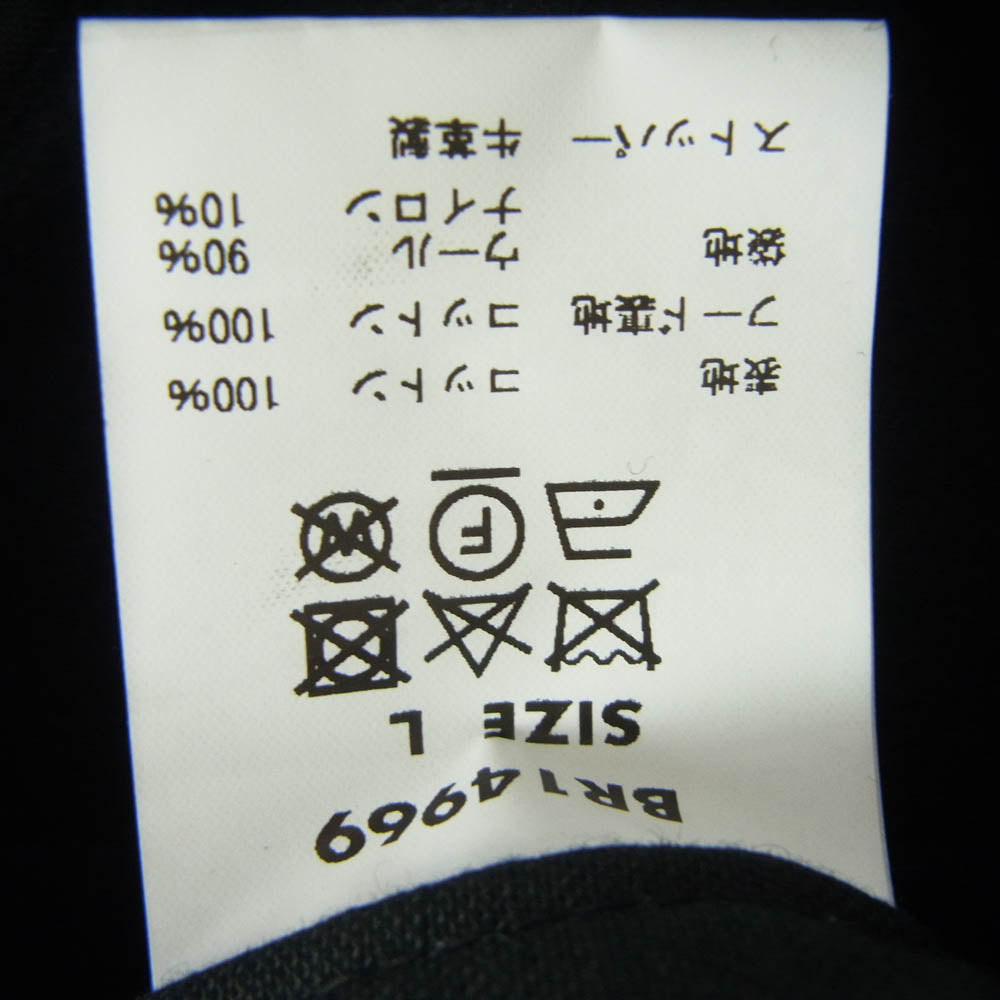 BR14969
SIZE L
F W
表地 コットン 100%
フード裏地 コットン 100%
袋地 ウール 90%
ナイロン 10%
ストッパー 牛革製